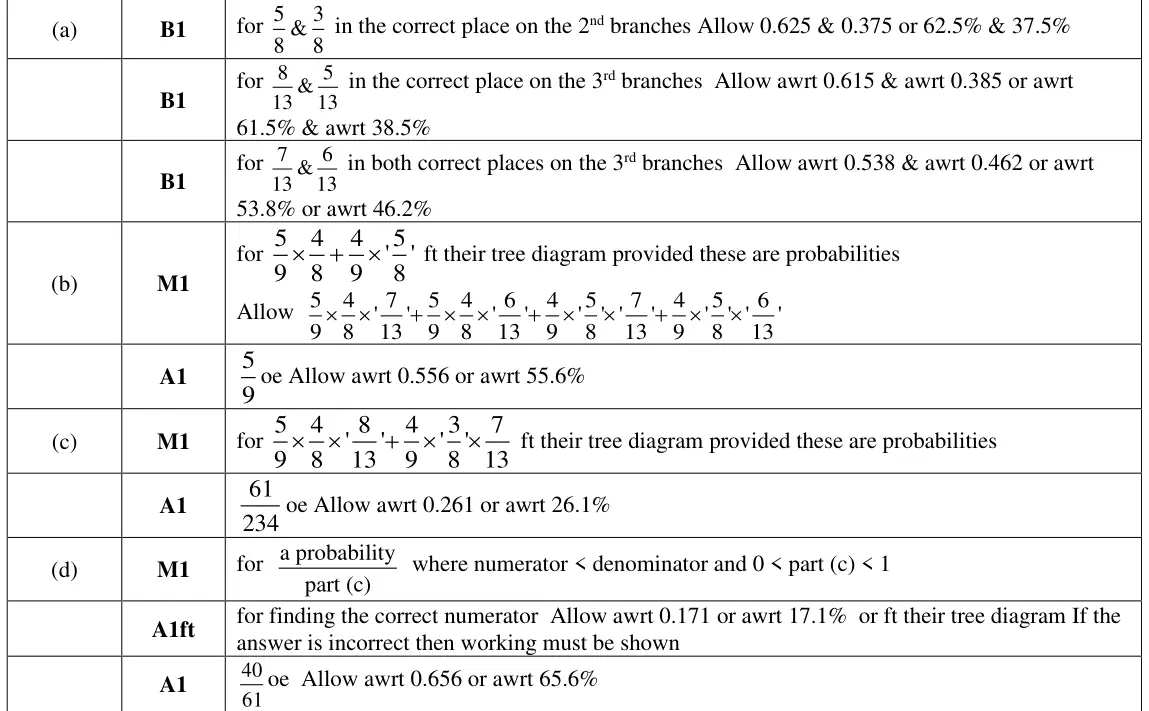 (a) B1 for 5/8 & 3/8 in the correct place on the 2nd branches Allow 0.625 & 0.375 or 62.5% & 37.5%
B1 for 8/13 & 5/13 in the correct place on the 3rd branches Allow awrt 0.615 & awrt 0.385 or awrt
61.5% & awrt 38.5%
B1 for 7/13 & 6/13 in both correct places on the 3rd branches Allow awrt 0.538 & awrt 0.462 or awrt
53.8% or awrt 46.2%
(b) M1 for 5/9 × 4/8 + 4/9 × '5/8' ft their tree diagram provided these are probabilities
Allow 5/9 × 4/8 × '7/13' + 5/9 × 4/8 × '6/13' + 4/9 × '5/8' × '7/13' + 4/9 × '5/8' × '6/13'
A1 5/9 oe Allow awrt 0.556 or awrt 55.6%
(c) M1 for 5/9 × 4/8 × '8/13' + 4/9 × '3/8' × 7/13 ft their tree diagram provided these are probabilities
A1 61/234 oe Allow awrt 0.261 or awrt 26.1%
(d) M1 for a probability/part (c) where numerator < denominator and 0 < part (c) < 1
A1ft for finding the correct numerator Allow awrt 0.171 or awrt 17.1% or ft their tree diagram If the
answer is incorrect then working must be shown
A1 40/61 oe Allow awrt 0.656 or awrt 65.6%